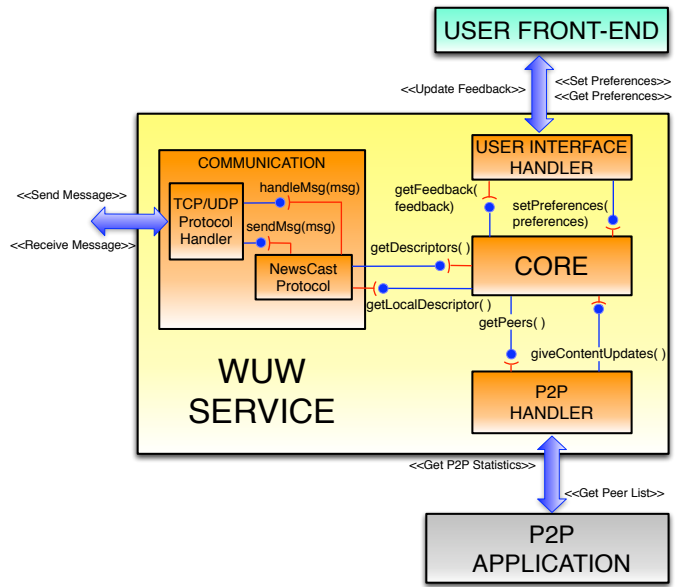 USER FRONT-END
<<Update Feedback>>
<<Set Preferences>>
<<Get Preferences>>
USER INTERFACE
HANDLER
COMMUNICATION
<<Send Message>>
<<Receive Message>>
TCP/UDP
Protocol
Handler
handleMsg(msg)
sendMsg(msg)
NewsCast
Protocol
getFeedback(
feedback)
setPreferences(
preferences)
getDescriptors( )
CORE
getLocalDescriptor( )
getPeers( )
giveContentUpdates( )
WUW
SERVICE
P2P
HANDLER
<<Get P2P Statistics>>
<<Get Peer List>>
P2P
APPLICATION